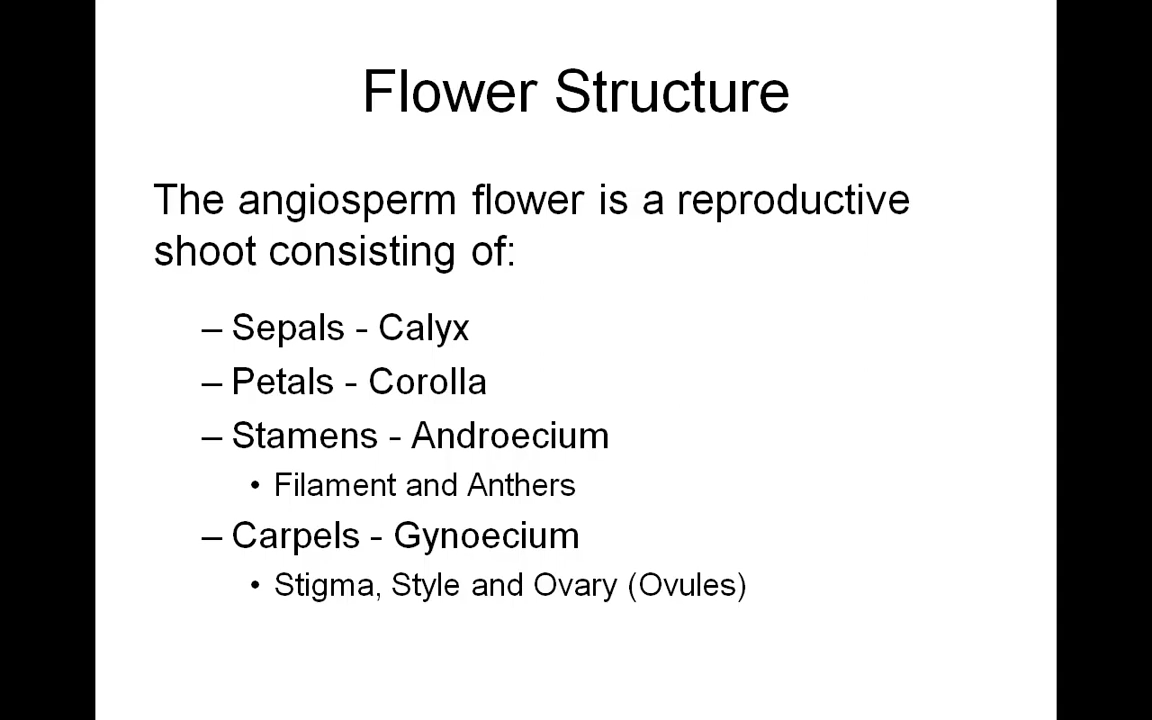 Flower Structure
The angiosperm flower is a reproductive
shoot consisting of:
– Sepals - Calyx
– Petals - Corolla
– Stamens - Androecium
• Filament and Anthers
– Carpels - Gynoecium
• Stigma, Style and Ovary (Ovules)